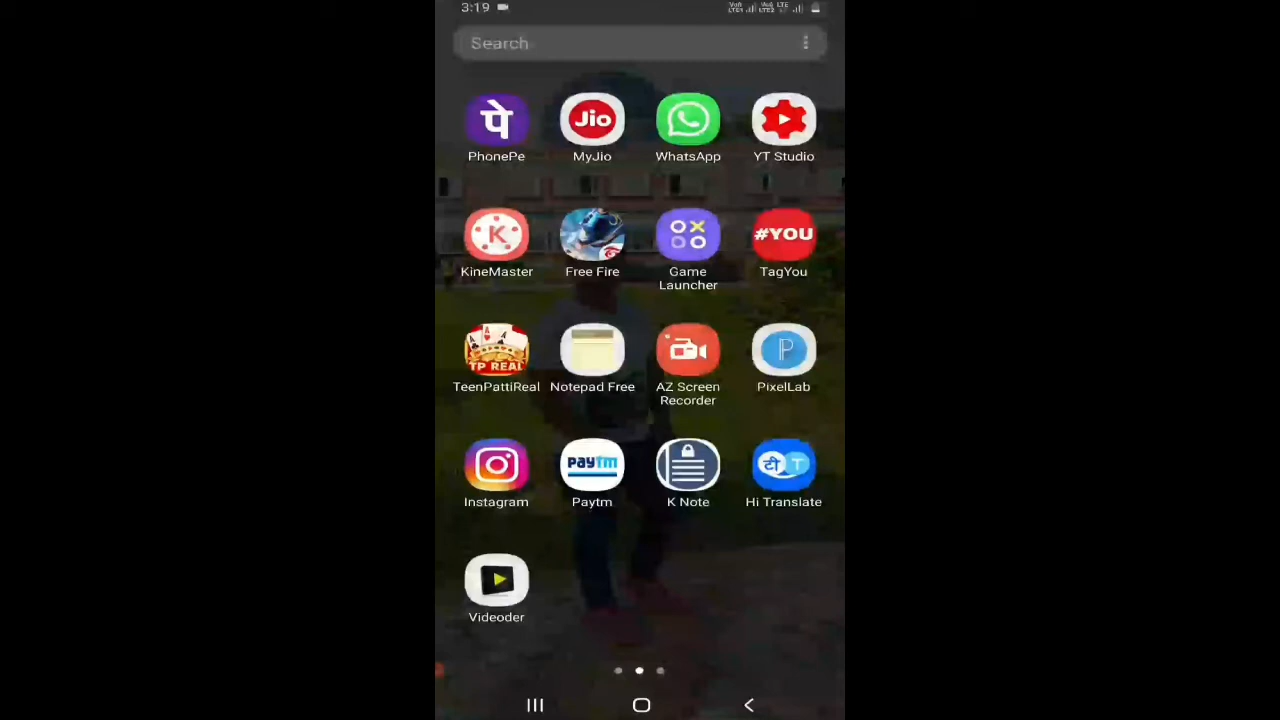 3:19
Search
पे
Jio
PhonePe MyJio WhatsApp YT Studio
K
#YOU
KineMaster Free Fire Game Launcher TagYou
TP REAL
P
TeenPattiReal Notepad Free AZ Screen Recorder PixelLab
Paytm
टी T
Instagram Paytm K Note Hi Translate
Videoder